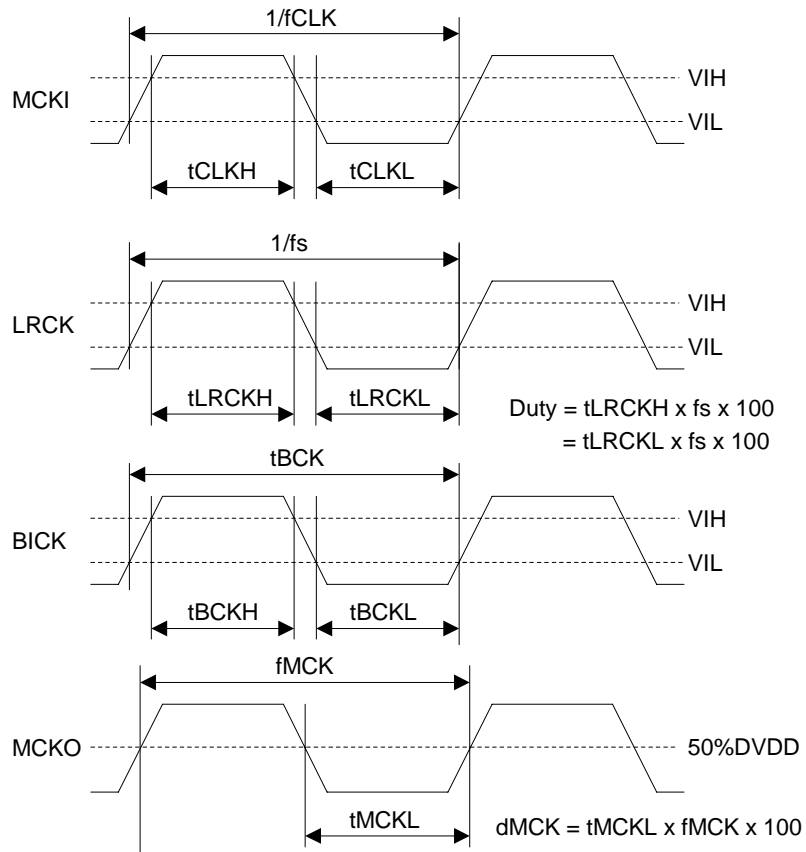 1/fCLK
MCKI
VIH
VIL
tCLKH
tCLKL
1/fs
LRCK
VIH
VIL
tLRCKH
tLRCKL
Duty = tLRCKH x fs x 100
= tLRCKL x fs x 100
tBCK
BICK
VIH
VIL
tBCKH
tBCKL
fMCK
MCKO
50%DVDD
tMCKL
dMCK = tMCKL x fMCK x 100